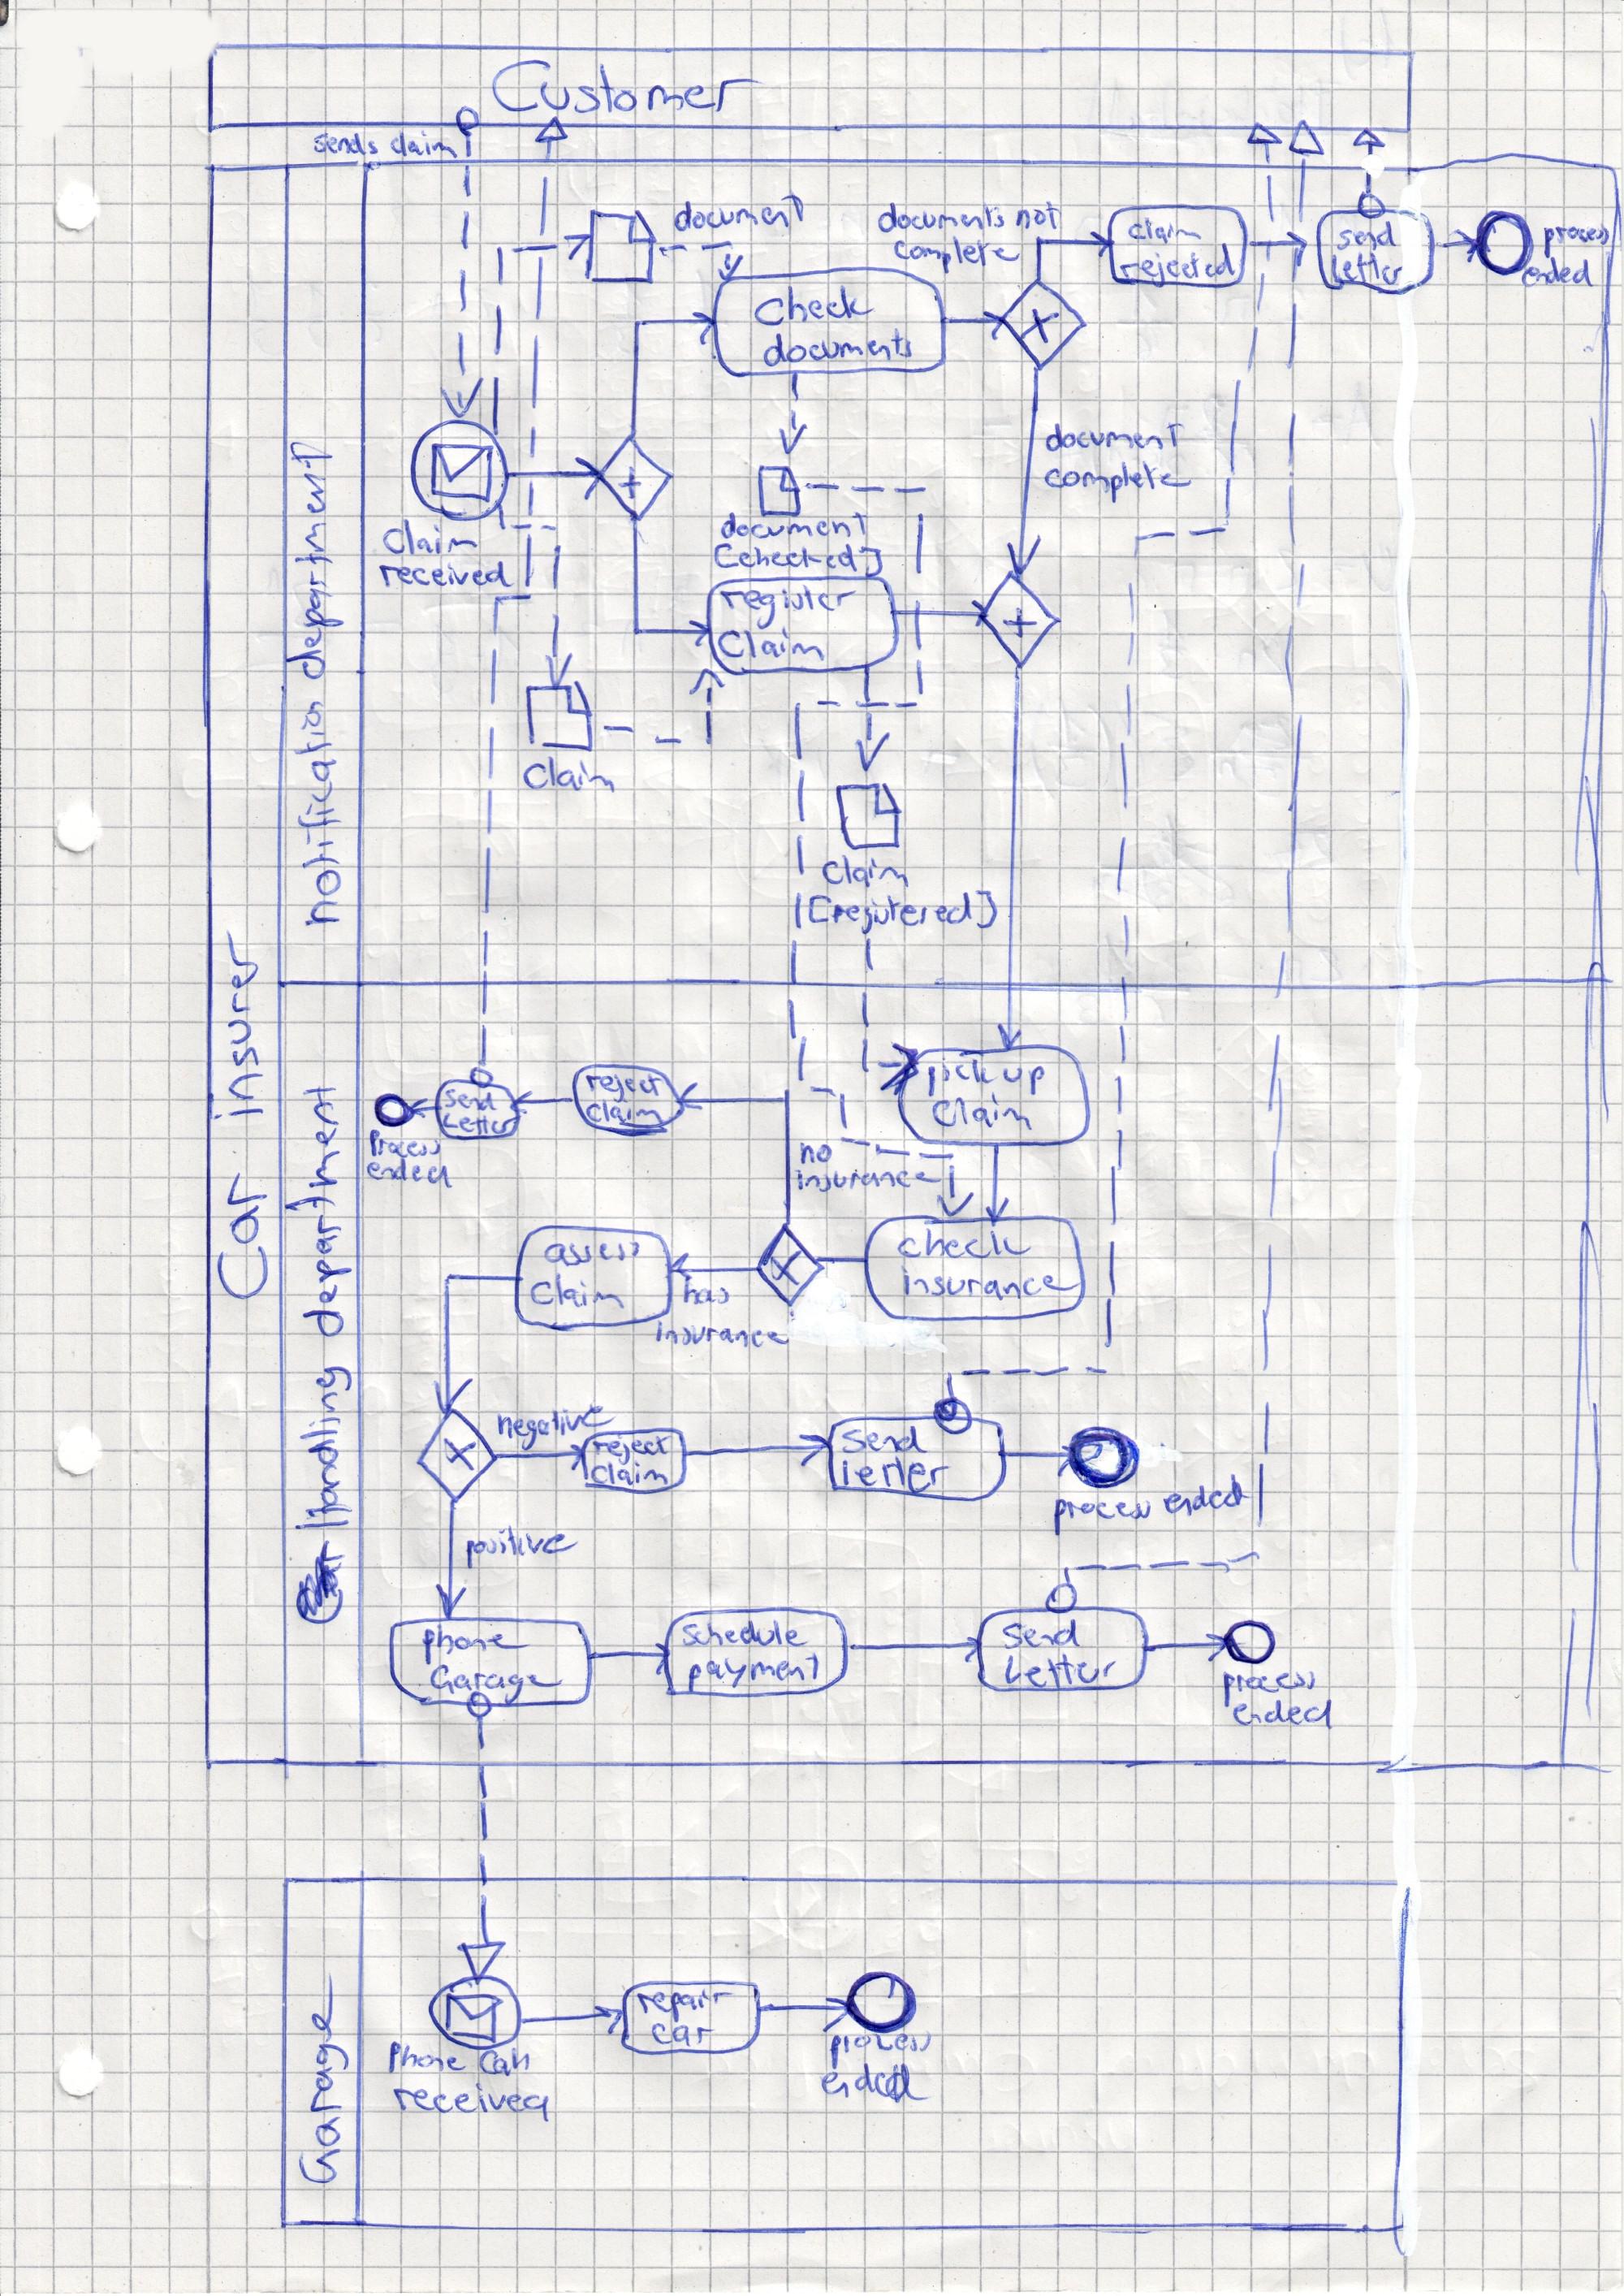 Customer
sends claim
document
documents not
complete
claim
rejected
send
letter
process
ended
Check
documents
document
complete
Claim
received
document
[checked]
register
Claim
Claim
Claim
[registered]
notification department
Car insurer
Handling department
pick up
Claim
reject
claim
send
Letter
Process
ended
no
insurance
check
insurance
assess
Claim
has
insurance
negative
reject
claim
Send
letter
process ended
positive
phone
Garage
Schedule
payment
Send
Letter
process
ended
Garage
Phone Call
received
repair
car
process
ended